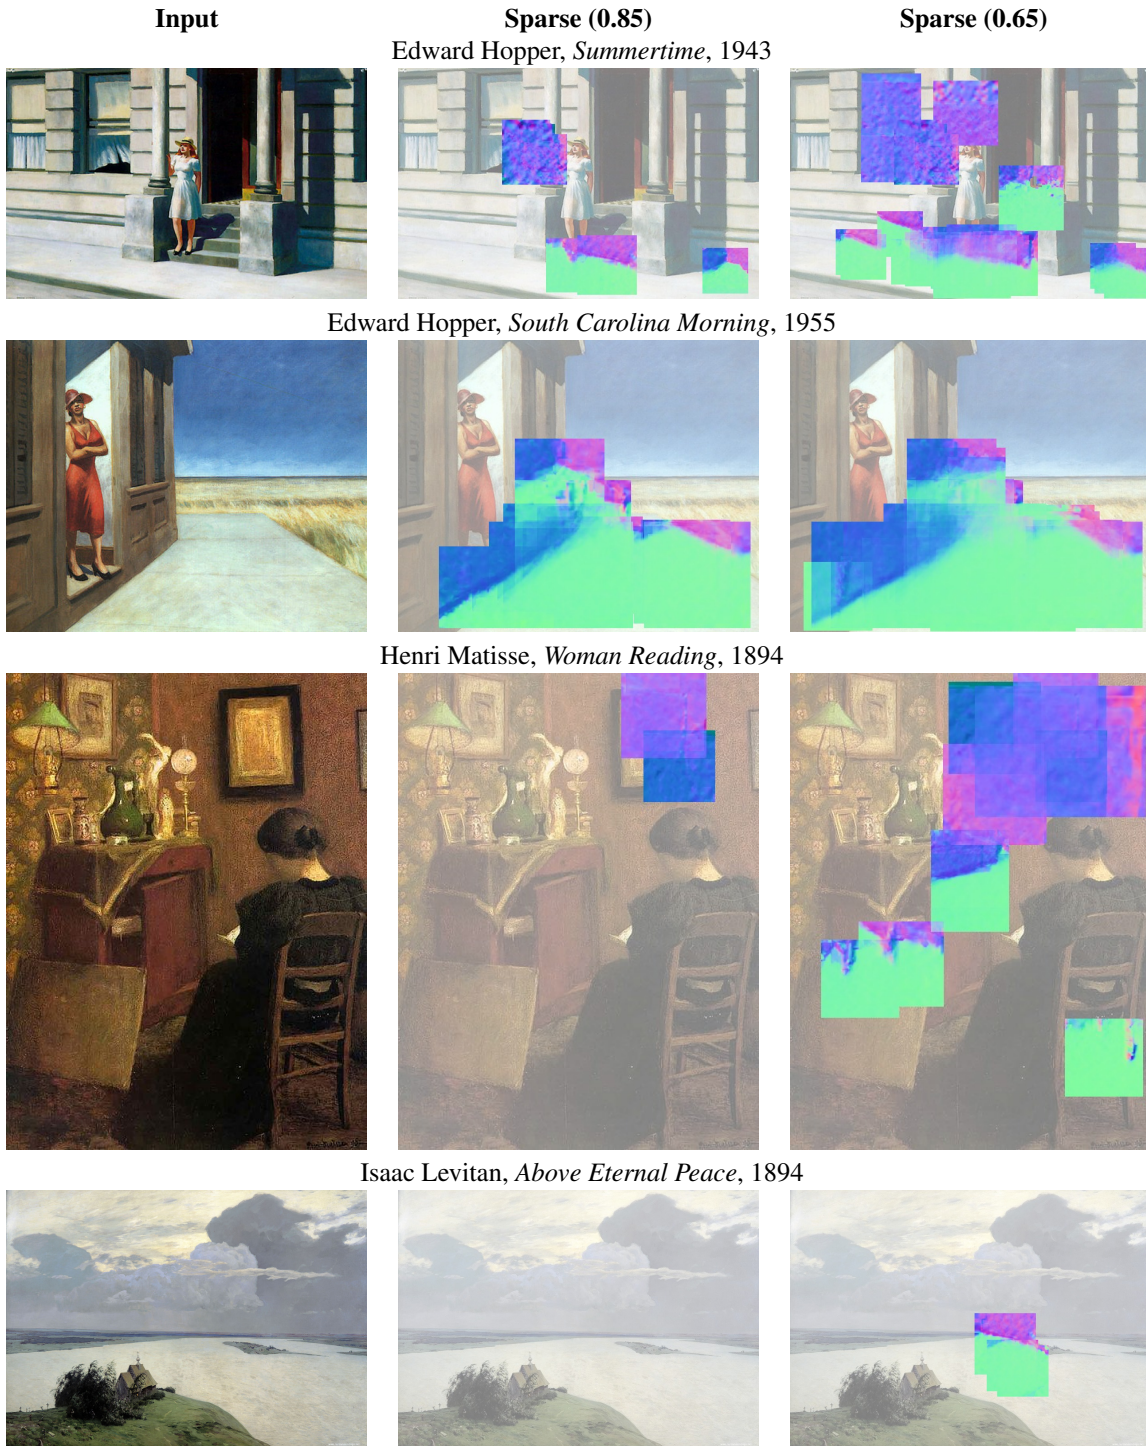 Input Sparse (0.85) Sparse (0.65)
Edward Hopper, Summertime, 1943
Edward Hopper, South Carolina Morning, 1955
Henri Matisse, Woman Reading, 1894
Isaac Levitan, Above Eternal Peace, 1894